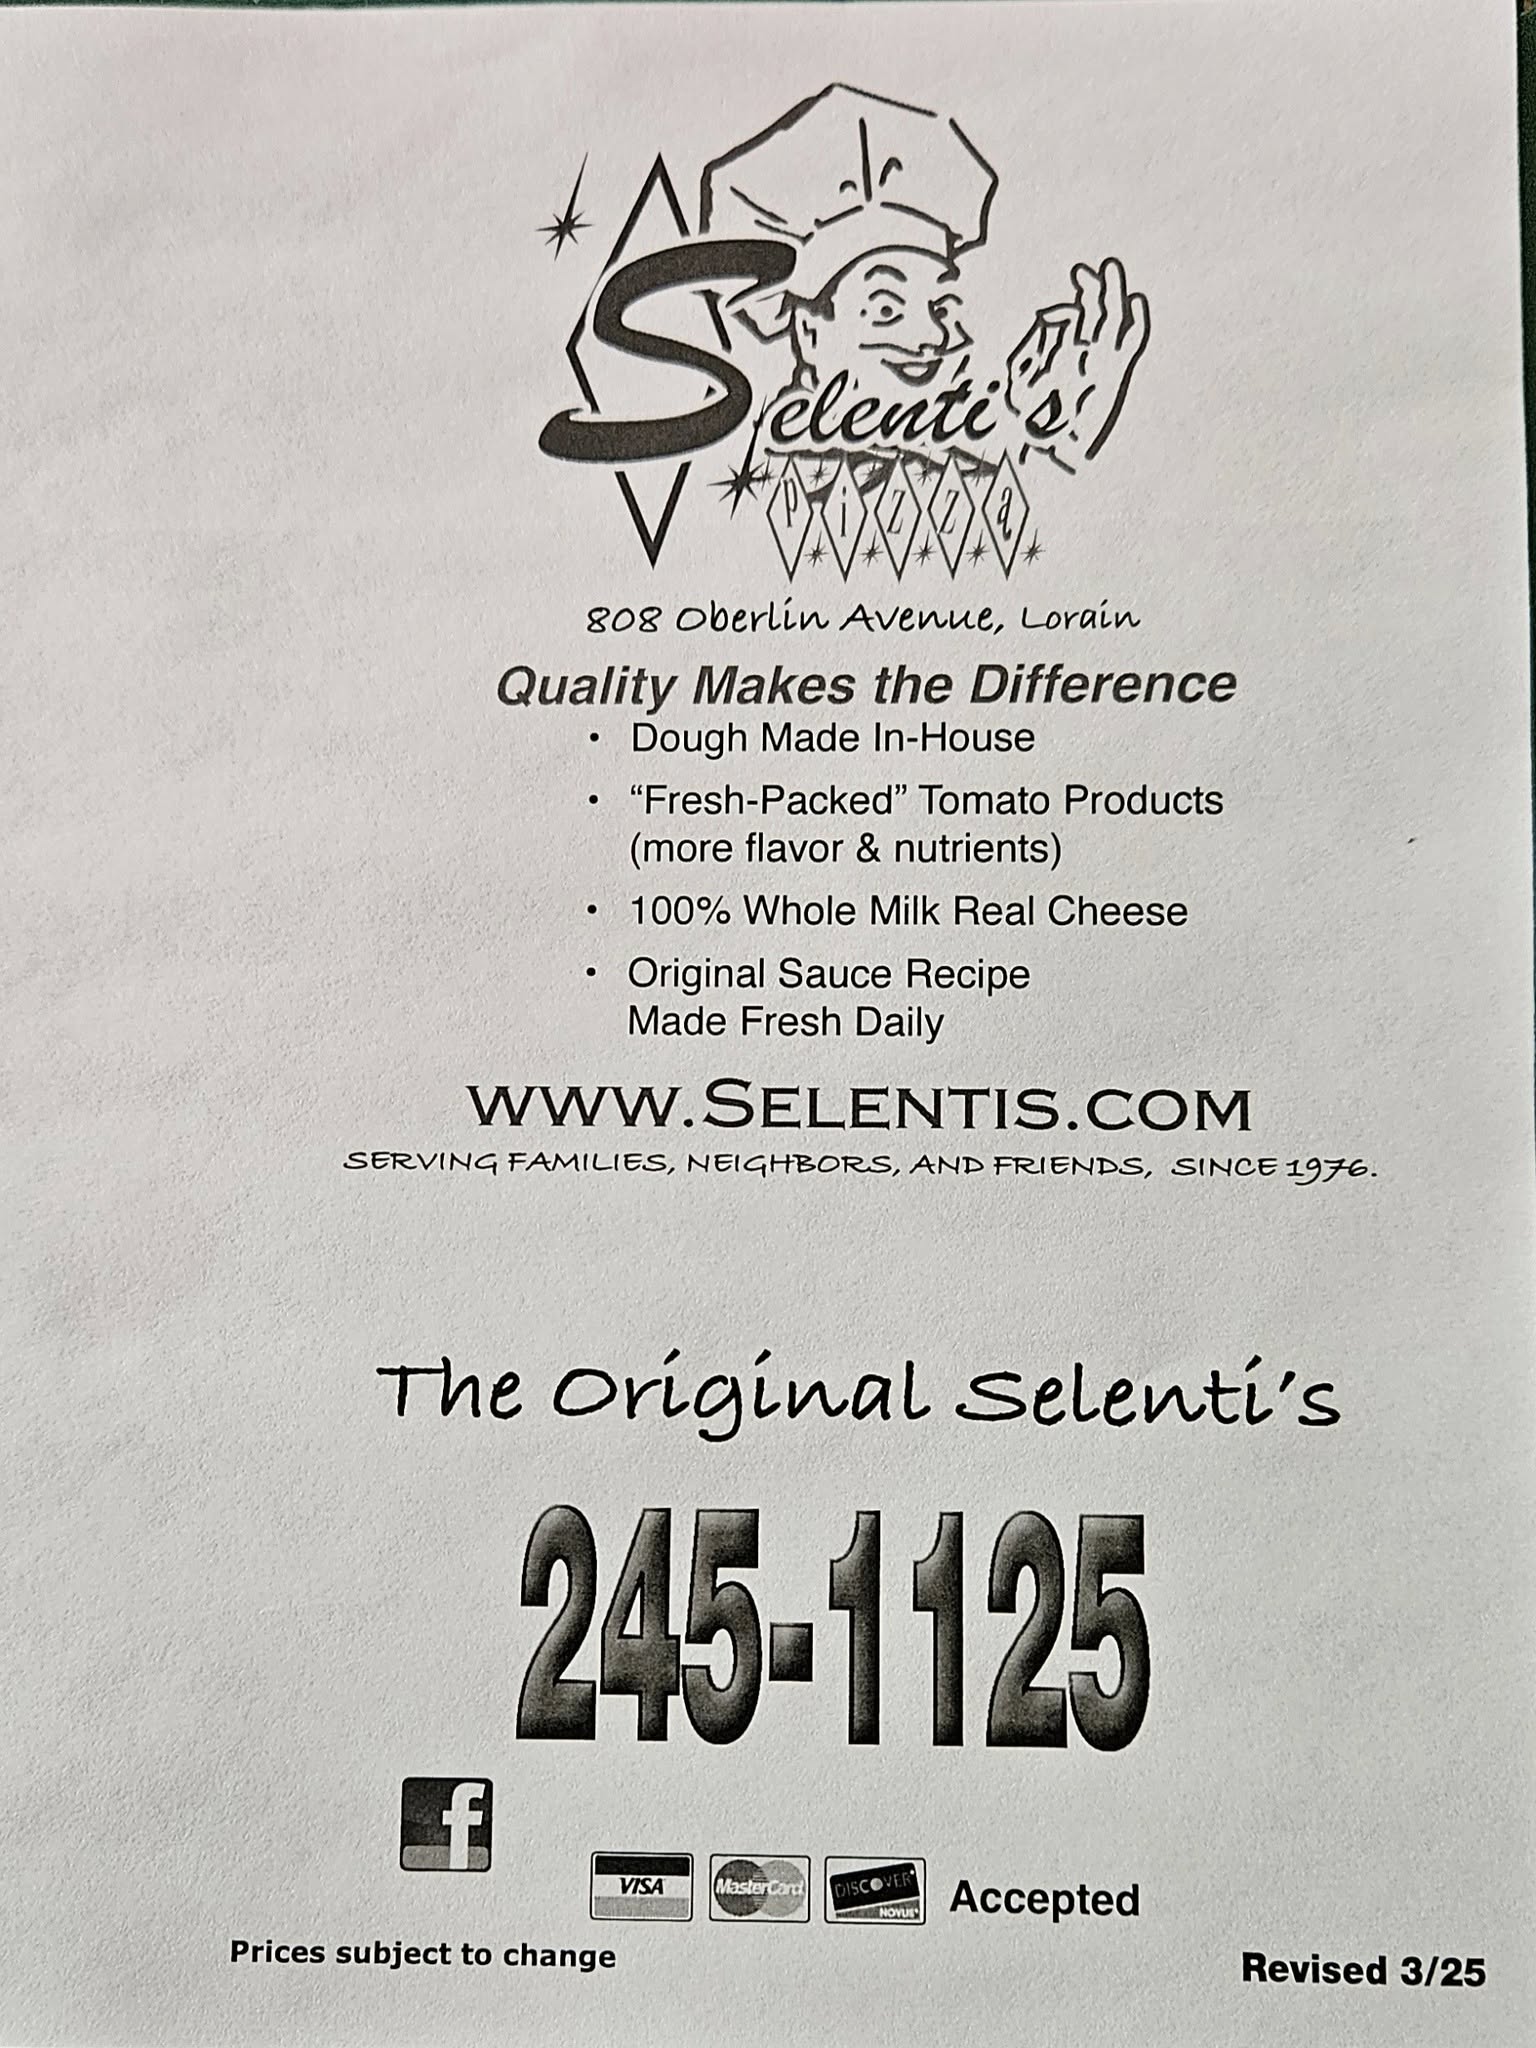 Selenti's
pizza
808 Oberlin Avenue, Lorain
Quality Makes the Difference
• Dough Made In-House
• “Fresh-Packed” Tomato Products
(more flavor & nutrients)
• 100% Whole Milk Real Cheese
• Original Sauce Recipe
Made Fresh Daily
WWW.SELENTIS.COM
SERVING FAMILIES, NEIGHBORS, AND FRIENDS, SINCE 1976.
The Original Selenti's
245-1125
f
VISA MasterCard DISCOVER NOVUS Accepted
Prices subject to change
Revised 3/25